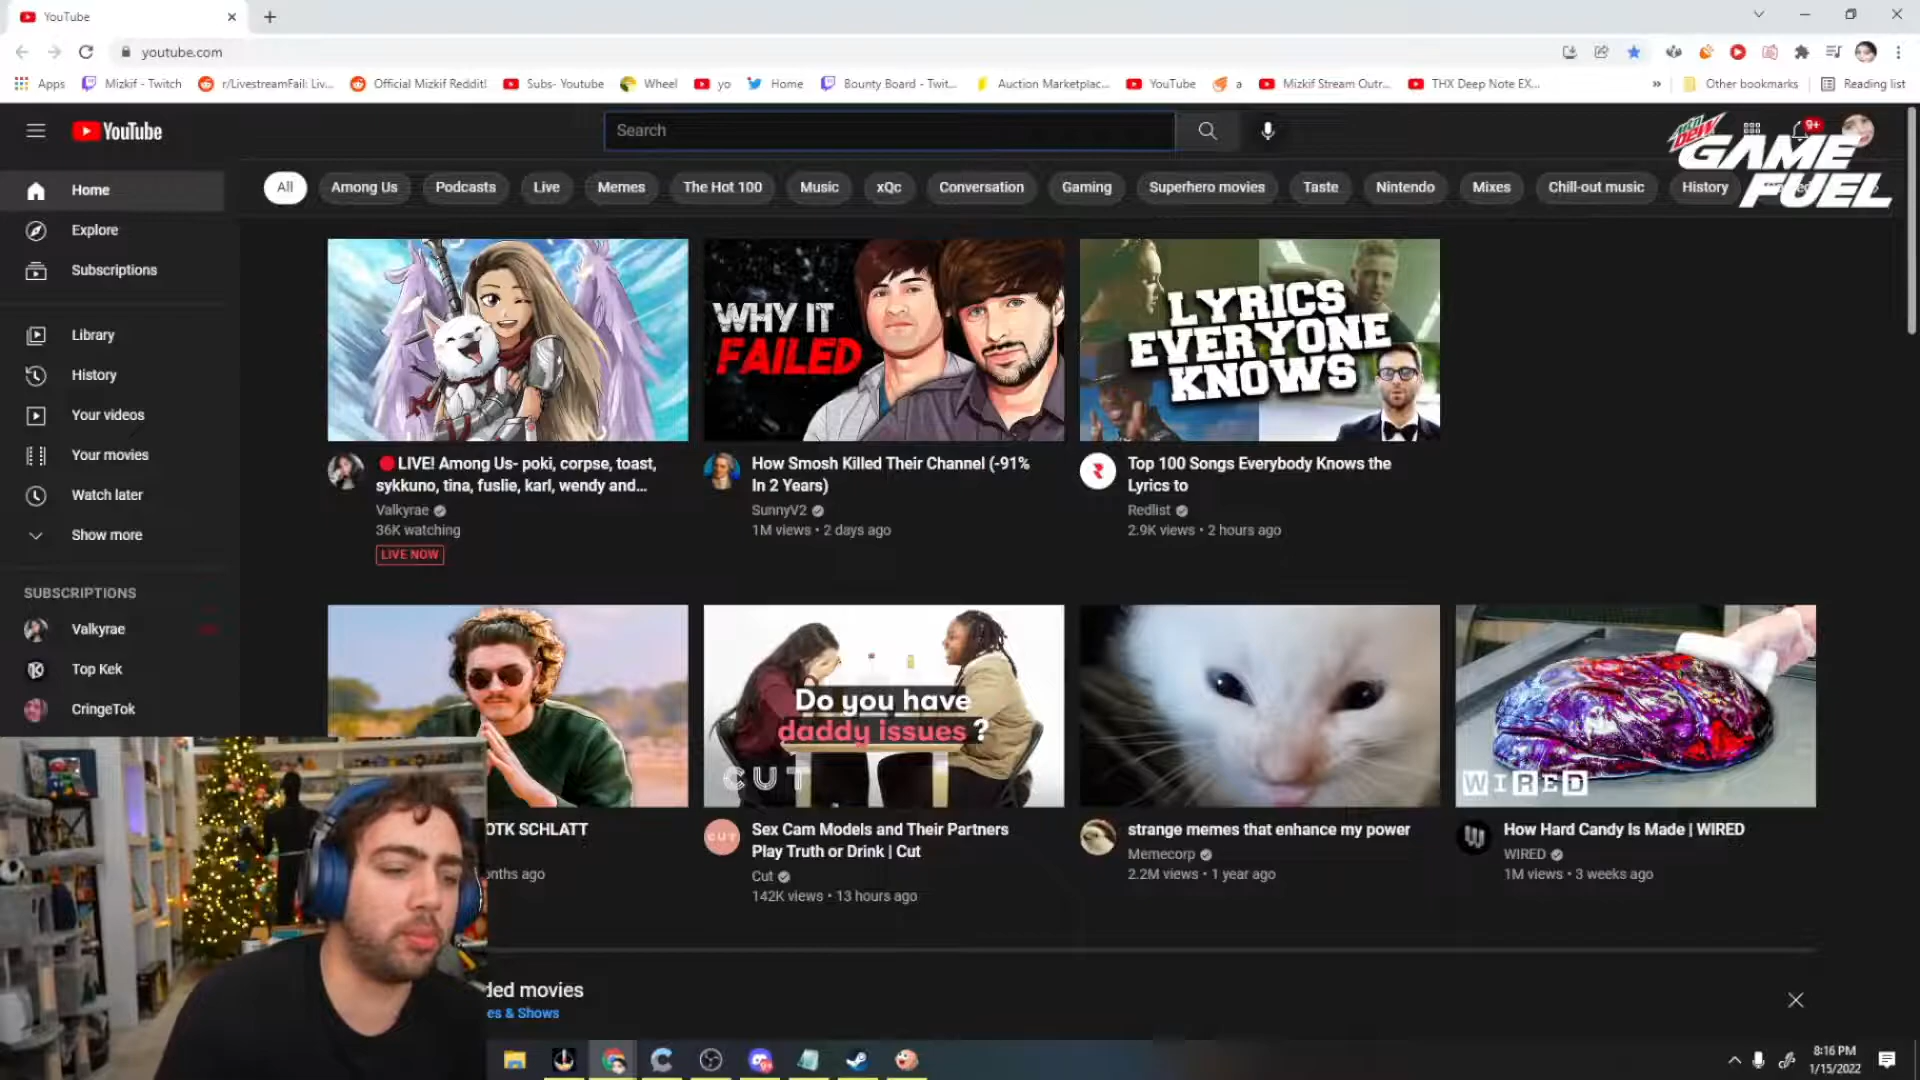 YouTube
youtube.com
Apps
Mizkif - Twitch
r/LivestreamFail: Liv...
Official Mizkif Reddit!
Subs- Youtube
Wheel
yo
Home
Bounty Board - Twit...
Auction Marketplac...
YouTube
a
Mizkif Stream Outr...
THX Deep Note EX...
»
Other bookmarks
Reading list
YouTube
Search
9+
MTN DEW
GAME
FUEL
Home
All
Among Us
Podcasts
Live
Memes
The Hot 100
Music
xQc
Conversation
Gaming
Superhero movies
Taste
Nintendo
Mixes
Chill-out music
History
Explore
Subscriptions
Library
History
Your videos
Your movies
Watch later
Show more
SUBSCRIPTIONS
Valkyrae
Top Kek
CringeTok
WHY IT
FAILED
LYRICS
EVERYONE
KNOWS
LIVE! Among Us- poki, corpse, toast,
sykkuno, tina, fuslie, karl, wendy and...
Valkyrae
36K watching
LIVE NOW
How Smosh Killed Their Channel (-91%
In 2 Years)
SunnyV2
1M views • 2 days ago
Top 100 Songs Everybody Knows the
Lyrics to
Redlist
2.9K views • 2 hours ago
Do you have
daddy issues ?
CUT
WIRED
OTK SCHLATT
onths ago
CUT
Sex Cam Models and Their Partners
Play Truth or Drink | Cut
Cut
142K views • 13 hours ago
strange memes that enhance my power
Memecorp
2.2M views • 1 year ago
How Hard Candy Is Made | WIRED
WIRED
1M views • 3 weeks ago
ded movies
es & Shows
8:16 PM
1/15/2022